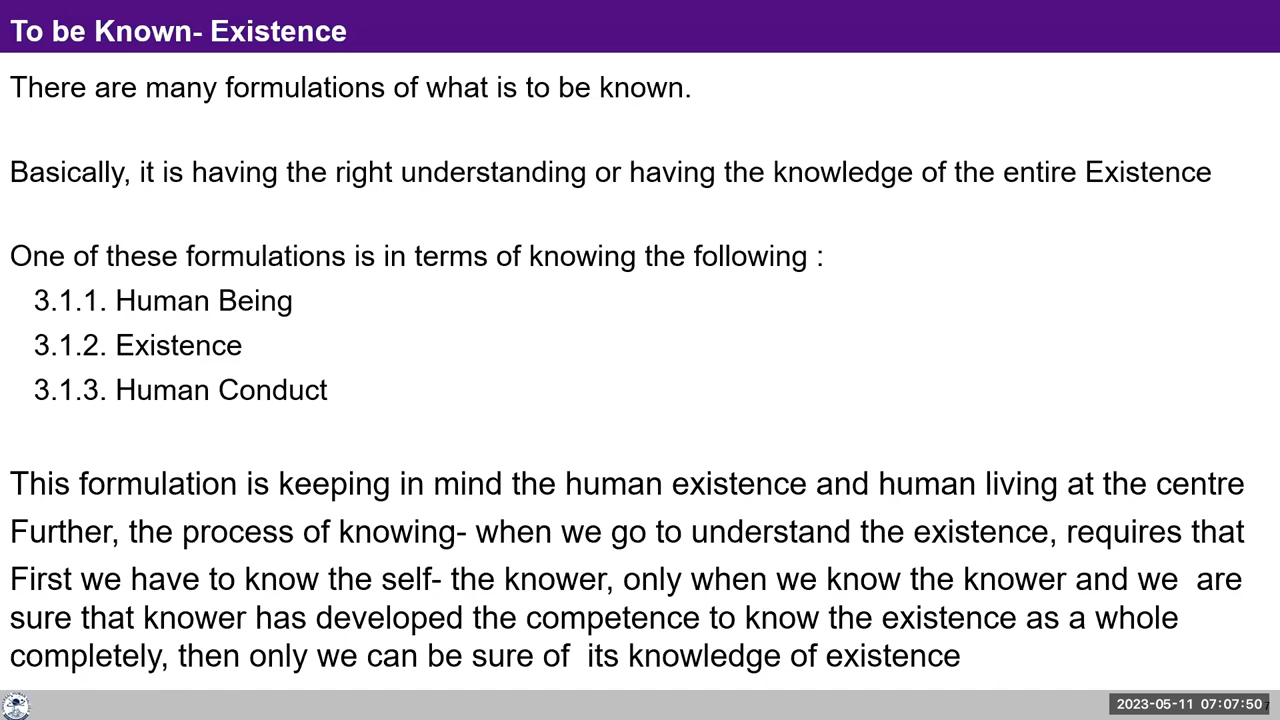 To be Known- Existence
There are many formulations of what is to be known.
Basically, it is having the right understanding or having the knowledge of the entire Existence
One of these formulations is in terms of knowing the following :
3.1.1. Human Being
3.1.2. Existence
3.1.3. Human Conduct
This formulation is keeping in mind the human existence and human living at the centre
Further, the process of knowing- when we go to understand the existence, requires that
First we have to know the self- the knower, only when we know the knower and we are
sure that knower has developed the competence to know the existence as a whole
completely, then only we can be sure of its knowledge of existence
2023-05-11 07:07:50